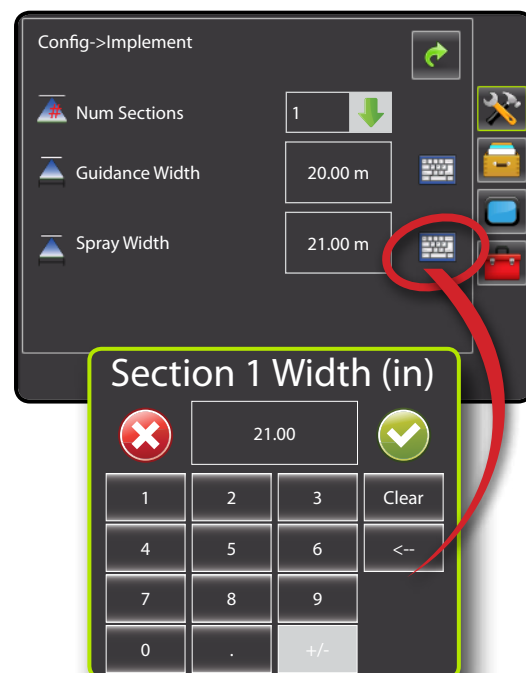 Config->Implement
Num Sections 1
Guidance Width 20.00 m
Spray Width 21.00 m
Section 1 Width (in)
21.00
1 2 3 Clear
4 5 6 <--
7 8 9
0 . +/-